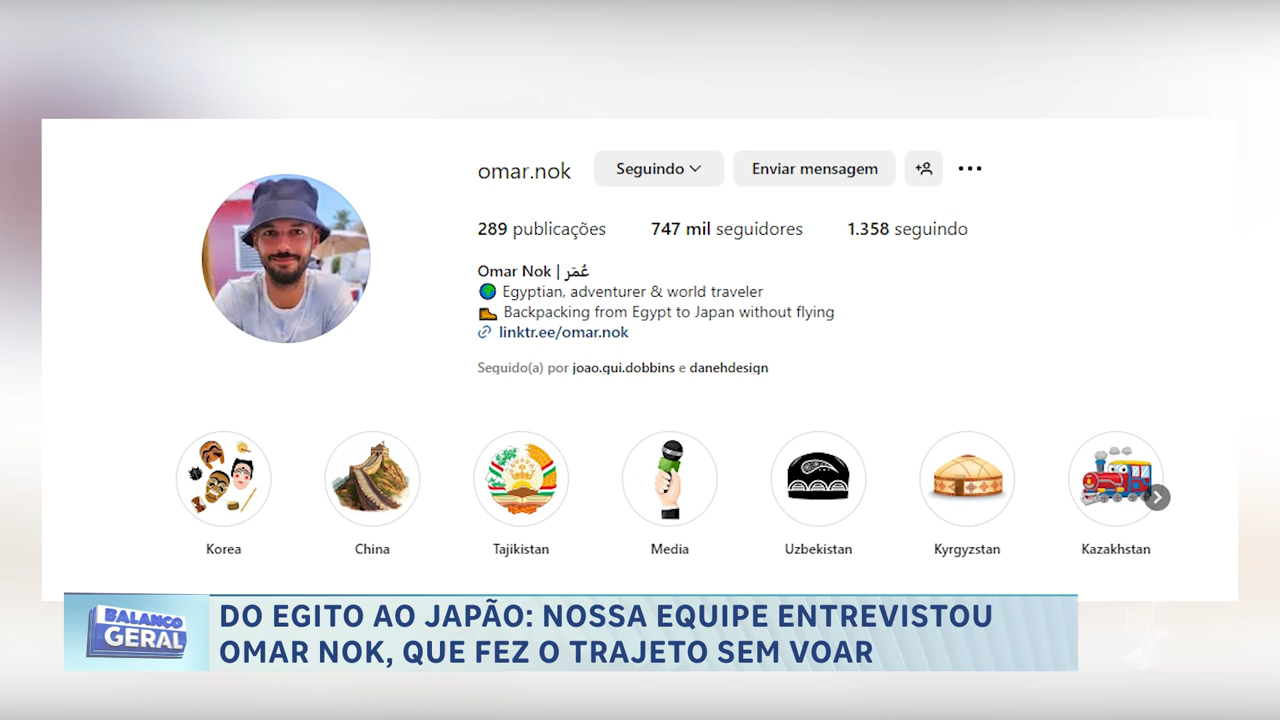 omar.nok
Seguindo
Enviar mensagem
289 publicações
747 mil seguidores
1.358 seguindo
Omar Nok | عُمَر
Egyptian, adventurer & world traveler
Backpacking from Egypt to Japan without flying
linktr.ee/omar.nok
Seguido(a) por joao.gui.dobbins e danehdesign
Korea
China
Tajikistan
Media
Uzbekistan
Kyrgyzstan
Kazakhstan
BALANÇO
GERAL
DO EGITO AO JAPÃO: NOSSA EQUIPE ENTREVISTOU
OMAR NOK, QUE FEZ O TRAJETO SEM VOAR